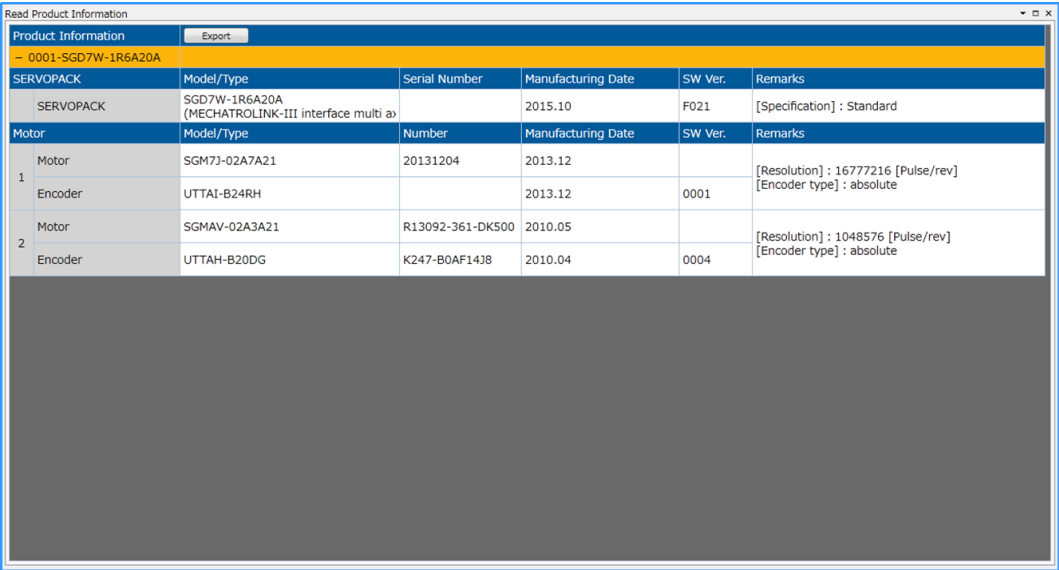 Read Product Information
Product Information Export
− 0001-SGD7W-1R6A20A
SERVOPACK Model/Type Serial Number Manufacturing Date SW Ver. Remarks
SERVOPACK SGD7W-1R6A20A 2015.10 F021 [Specification] : Standard
(MECHATROLINK-III interface multi ax
Motor Model/Type Number Manufacturing Date SW Ver. Remarks
1 Motor SGM7J-02A7A21 20131204 2013.12 [Resolution] : 16777216 [Pulse/rev]
[Encoder type] : absolute
Encoder UTTAI-B24RH 2013.12 0001
2 Motor SGMAV-02A3A21 R13092-361-DK500 2010.05 [Resolution] : 1048576 [Pulse/rev]
[Encoder type] : absolute
Encoder UTTAH-B20DG K247-B0AF14J8 2010.04 0004